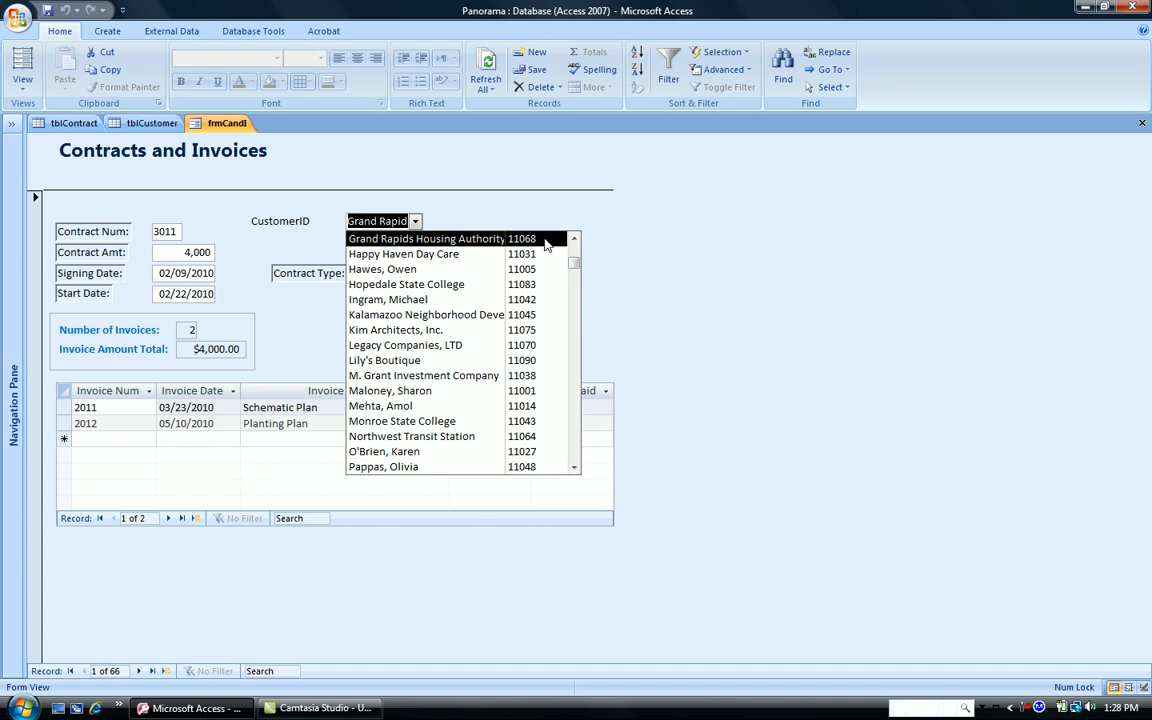 Panorama : Database (Access 2007) - Microsoft Access
Home Create External Data Database Tools Acrobat
View
Views
Paste
Cut
Copy
Format Painter
Clipboard
B I U A
Font
Rich Text
Refresh All
New
Save
Delete
Totals
Spelling
More
Records
Filter
Selection
Advanced
Toggle Filter
Sort & Filter
Find
Replace
Go To
Select
Find
tblContract tblCustomer frmCandI
Navigation Pane
Contracts and Invoices
CustomerID Grand Rapid
Contract Num: 3011
Contract Amt: 4,000
Signing Date: 02/09/2010
Contract Type:
Start Date: 02/22/2010
Number of Invoices: 2
Invoice Amount Total: $4,000.00
Grand Rapids Housing Authority 11068
Happy Haven Day Care 11031
Hawes, Owen 11005
Hopedale State College 11083
Ingram, Michael 11042
Kalamazoo Neighborhood Deve 11045
Kim Architects, Inc. 11075
Legacy Companies, LTD 11070
Lily's Boutique 11090
M. Grant Investment Company 11038
Maloney, Sharon 11001
Mehta, Amol 11014
Monroe State College 11043
Northwest Transit Station 11064
O'Brien, Karen 11027
Pappas, Olivia 11048
Invoice Num Invoice Date Invoice aid
2011 03/23/2010 Schematic Plan
2012 05/10/2010 Planting Plan
Record: 1 of 2 No Filter Search
Record: 1 of 66 No Filter Search
Form View Num Lock
Microsoft Access - ... Camtasia Studio - U... 1:28 PM